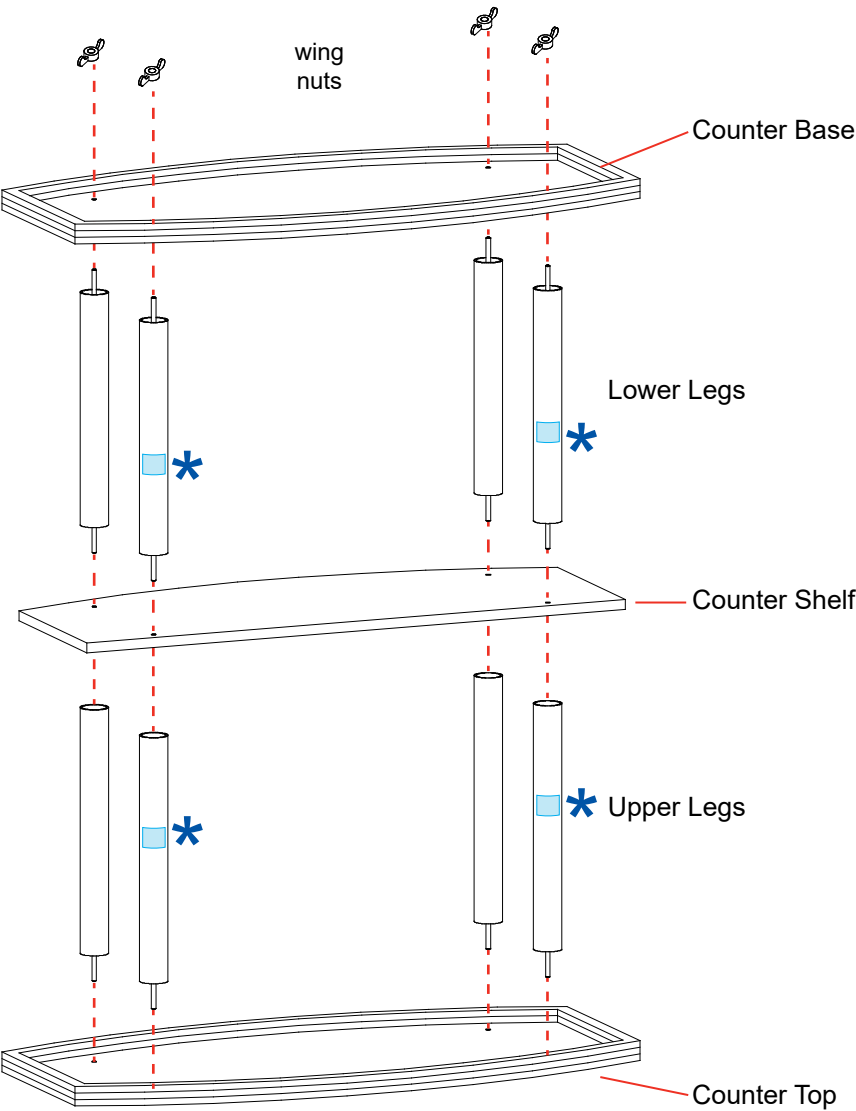 wing
nuts
Counter Base
Lower Legs
*
*
Counter Shelf
*
* Upper Legs
Counter Top